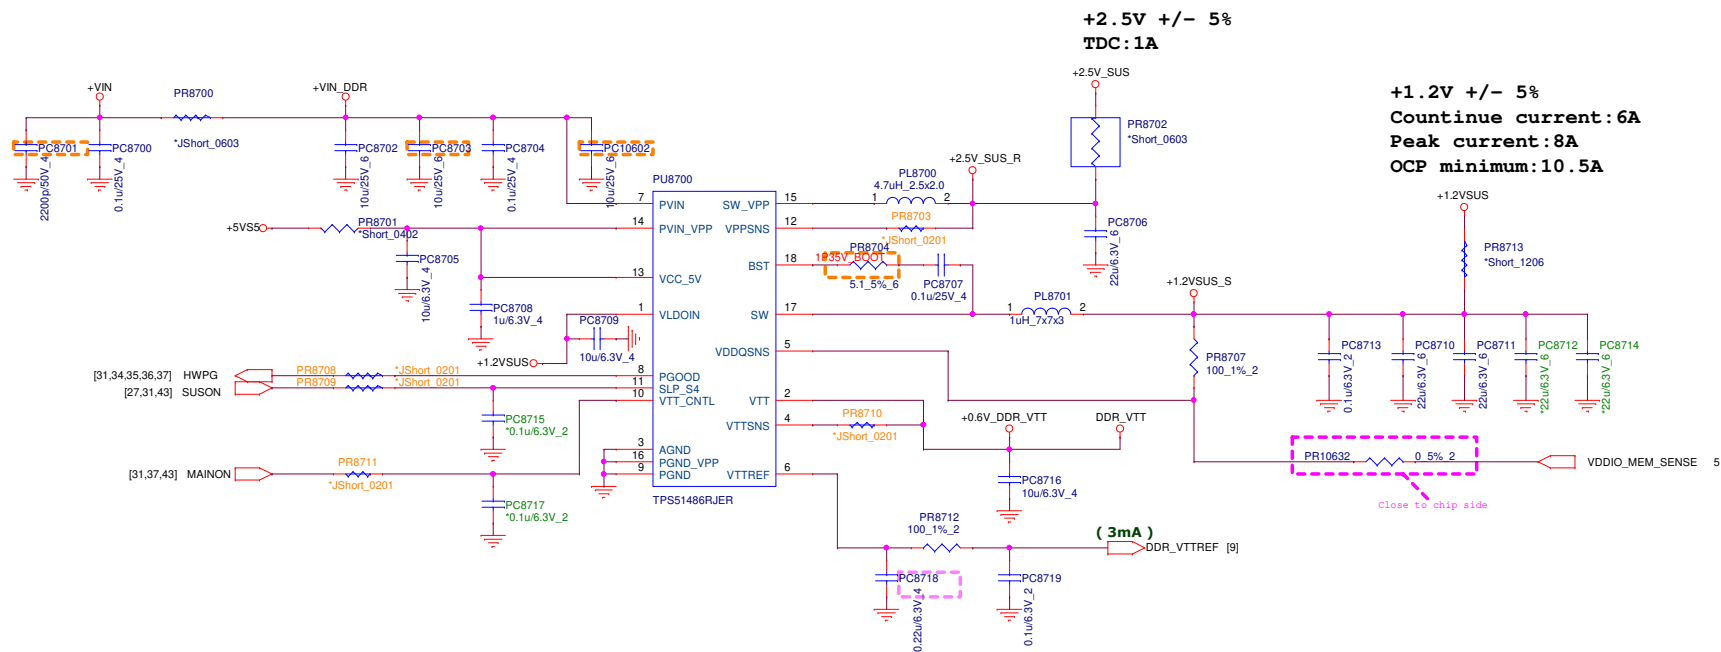 +2.5V +/- 5%
TDC:1A
+2.5V_SUS
+1.2V +/- 5%
Countinue current:6A
Peak current:8A
OCP minimum:10.5A
+1.2VSUS
+VIN
PR8700
*JShort_0603
+VIN_DDR
PC8701
2200p/50V_4
PC8700
0.1u/25V_4
PC8702
10u/25V_6
PC8703
10u/25V_6
PC8704
0.1u/25V_4
PC10602
10u/25V_6
PR8702
*Short_0603
+2.5V_SUS_R
PU8700
PL8700
4.7uH_2.5x2.0
7
PVIN
SW_VPP
15
1
2
+5VS5
PR8701
*Short_0402
14
PVIN_VPP
VPPSNS
12
PR8703
*JShort_0201
PC8706
22u/6.3V_6
PC8705
10u/6.3V_4
13
VCC_5V
BST
18
1P35V_BOOT
PR8704
5.1_5%_6
PC8707
0.1u/25V_4
PR8713
*Short_1206
+1.2VSUS_S
PC8708
1u/6.3V_4
1
VLDOIN
SW
17
1
PL8701
2
1uH_7x7x3
PC8709
10u/6.3V_4
+1.2VSUS
VDDQSNS
5
PR8707
100_1%_2
PC8713
0.1u/6.3V_2
PC8710
22u/6.3V_6
PC8711
22u/6.3V_6
PC8712
*22u/6.3V_6
PC8714
*22u/6.3V_6
[31,34,35,36,37] HWPG
PR8708
*JShort_0201
8
PGOOD
[27,31,43] SUSON
PR8709
*JShort_0201
11
SLP_S4
10
VTT_CNTL
VTT
2
PC8715
*0.1u/6.3V_2
VTTSNS
4
PR8710
*JShort_0201
+0.6V_DDR_VTT
DDR_VTT
3
AGND
16
PGND_VPP
9
PGND
VTTREF
6
[31,37,43] MAINON
PR8711
*JShort_0201
TPS51486RJER
PC8717
*0.1u/6.3V_2
PC8716
10u/6.3V_4
PR10632
0_5%_2
VDDIO_MEM_SENSE 5
Close to chip side
PR8712
100_1%_2
( 3mA )
DDR_VTTREF [9]
PC8718
0.22u/6.3V_4
PC8719
0.1u/6.3V_2